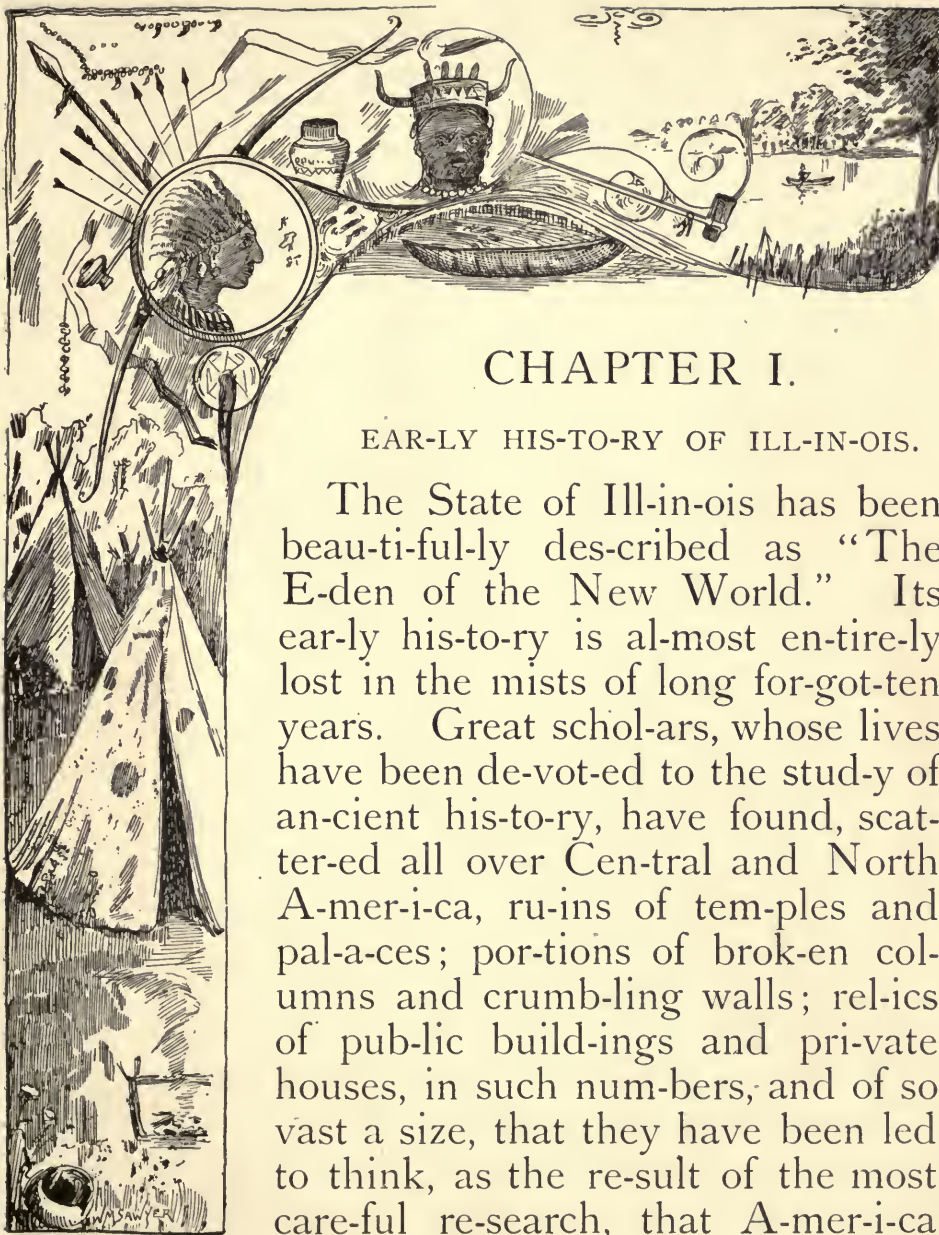 CHAPTER I.
EAR-LY HIS-TO-RY OF ILL-IN-OIS.
The State of Ill-in-ois has been
beau-ti-ful-ly des-cribed as “The
E-den of the New World.” Its
ear-ly his-to-ry is al-most en-tire-ly
lost in the mists of long for-got-ten
years. Great schol-ars, whose lives
have been de-vot-ed to the stud-y of
an-cient his-to-ry, have found, scat-
ter-ed all over Cen-tral and North
A-mer-i-ca, ru-ins of tem-ples and
pal-a-ces; por-tions of brok-en col-
umns and crumb-ling walls; rel-ics
of pub-lic build-ings and pri-vate
houses, in such num-bers, and of so
vast a size, that they have been led
to think, as the re-sult of the most
care-ful re-search, that A-mer-i-ca
WMSAWYER